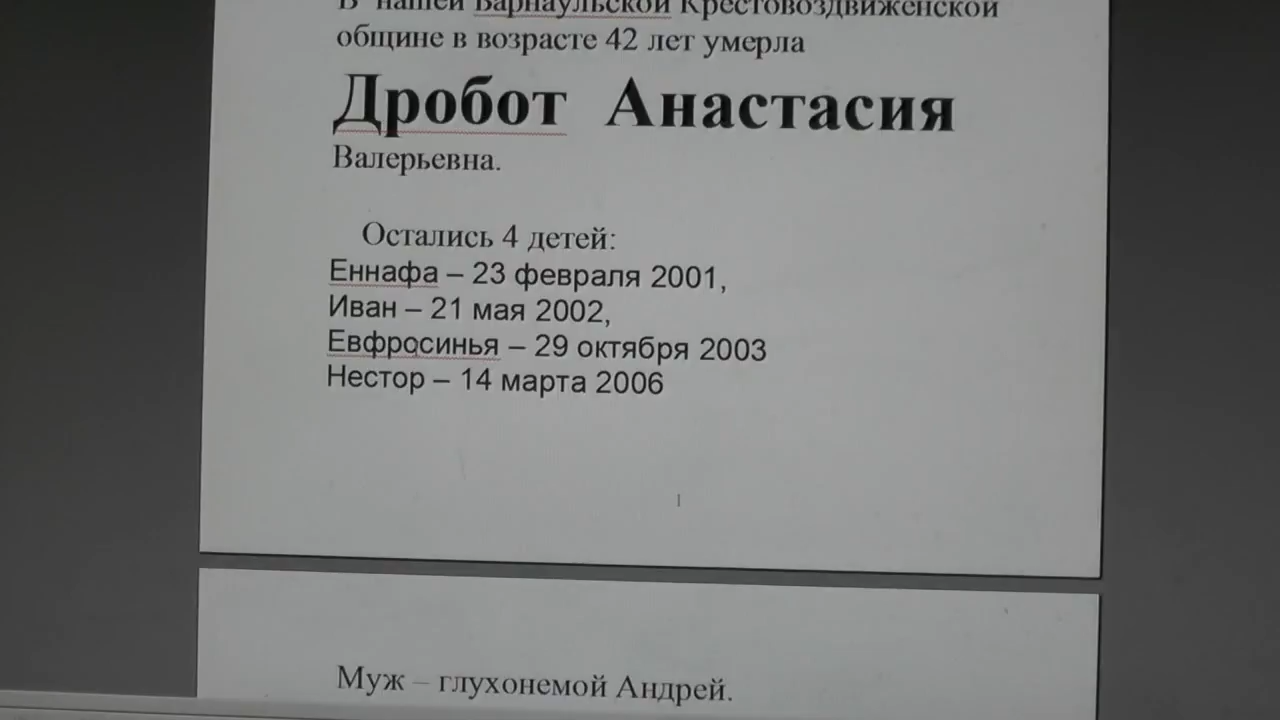 В нашей Барнаульской Крестовоздвиженской
общине в возрасте 42 лет умерла
Дробот Анастасия
Валерьевна.
Остались 4 детей:
Еннафа – 23 февраля 2001,
Иван – 21 мая 2002,
Евфросинья – 29 октября 2003
Нестор – 14 марта 2006
1
Муж – глухонемой Андрей.